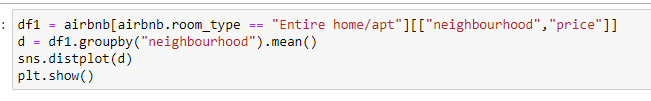 : df1 = airbnb[airbnb.room_type == "Entire home/apt"][["neighbourhood","price"]]
d = df1.groupby("neighbourhood").mean()
sns.distplot(d)
plt.show()